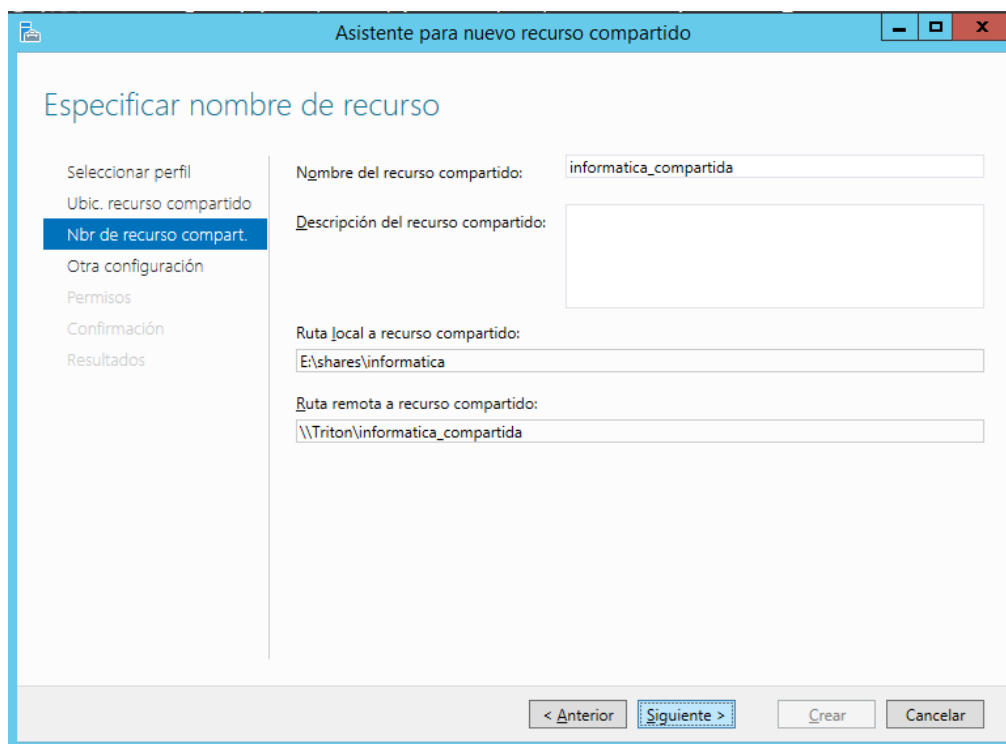 Asistente para nuevo recurso compartido
Especificar nombre de recurso
Seleccionar perfil
Ubic. recurso compartido
Nbr de recurso compart.
Otra configuración
Permisos
Confirmación
Resultados
Nombre del recurso compartido:
informatica_compartida
Descripción del recurso compartido:
Ruta local a recurso compartido:
E:\shares\informatica
Ruta remota a recurso compartido:
\\Triton\informatica_compartida
< Anterior
Siguiente >
Crear
Cancelar